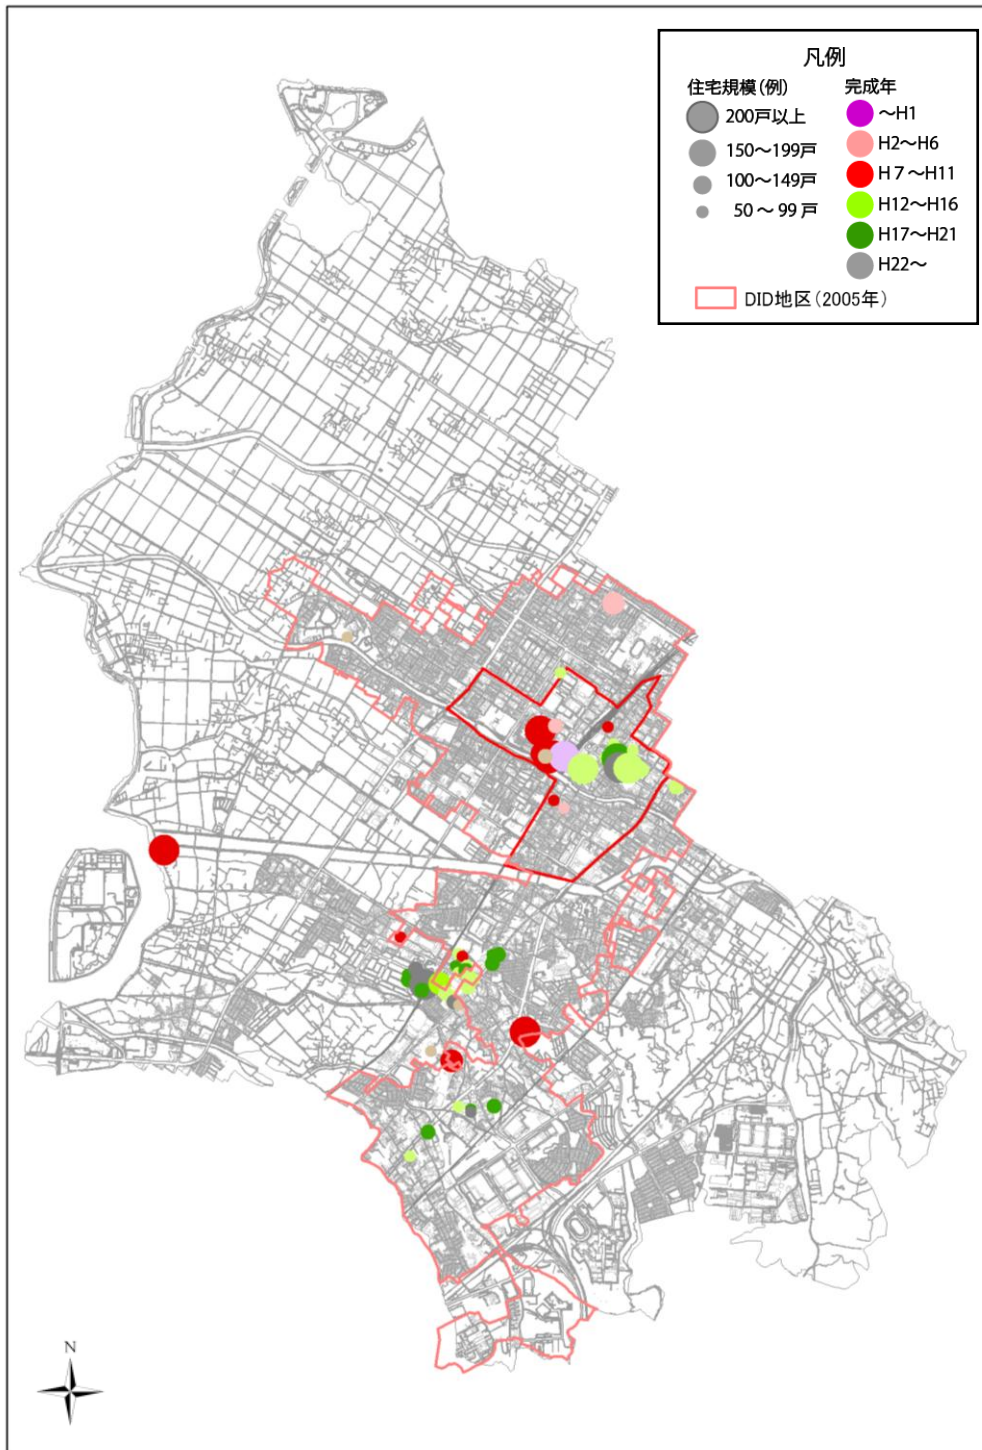 凡例
住宅規模(例)
200戸以上
150～199戸
100～149戸
50～99戸
完成年
～H1
H2～H6
H7～H11
H12～H16
H17～H21
H22～
DID地区(2005年)
N